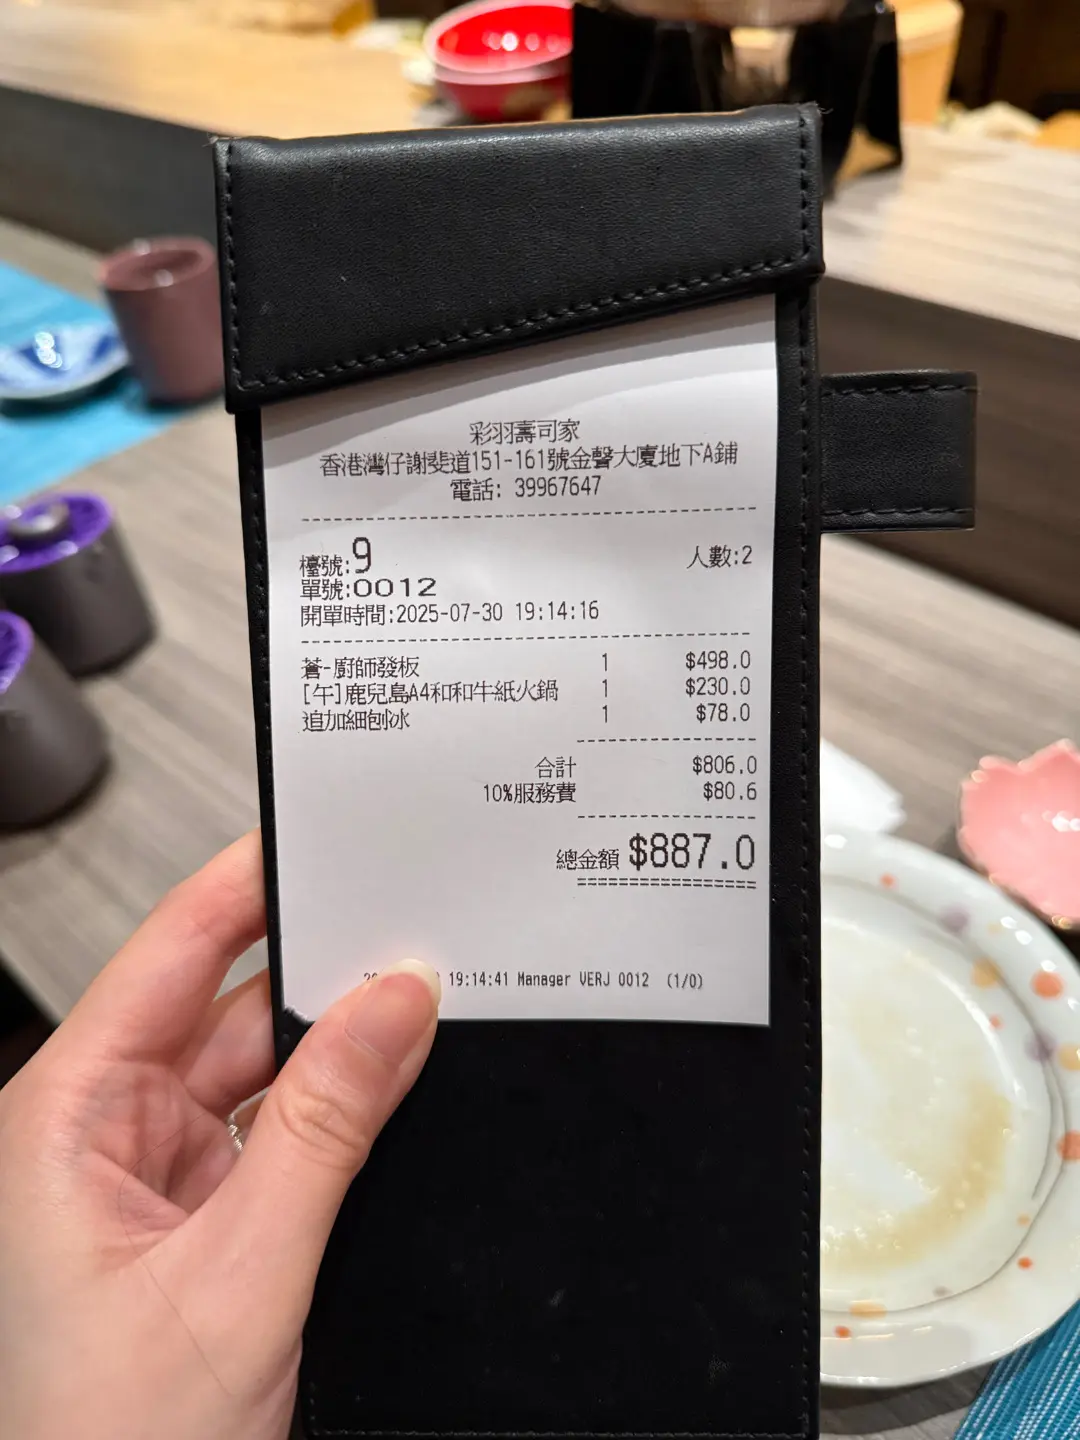 彩羽壽司家
香港灣仔謝斐道151-161號金聲大廈地下A鋪
電話: 39967647
檯號:9 人數:2
單號:0012
開單時間:2025-07-30 19:14:16
蒼-廚師發板 1 $498.0
[午]鹿兒島A4和和牛紙火鍋 1 $230.0
追加細刨冰 1 $78.0
合計 $806.0
10%服務費 $80.6
總金額 $887.0
19:14:41 Manager VERJ 0012 (1/0)